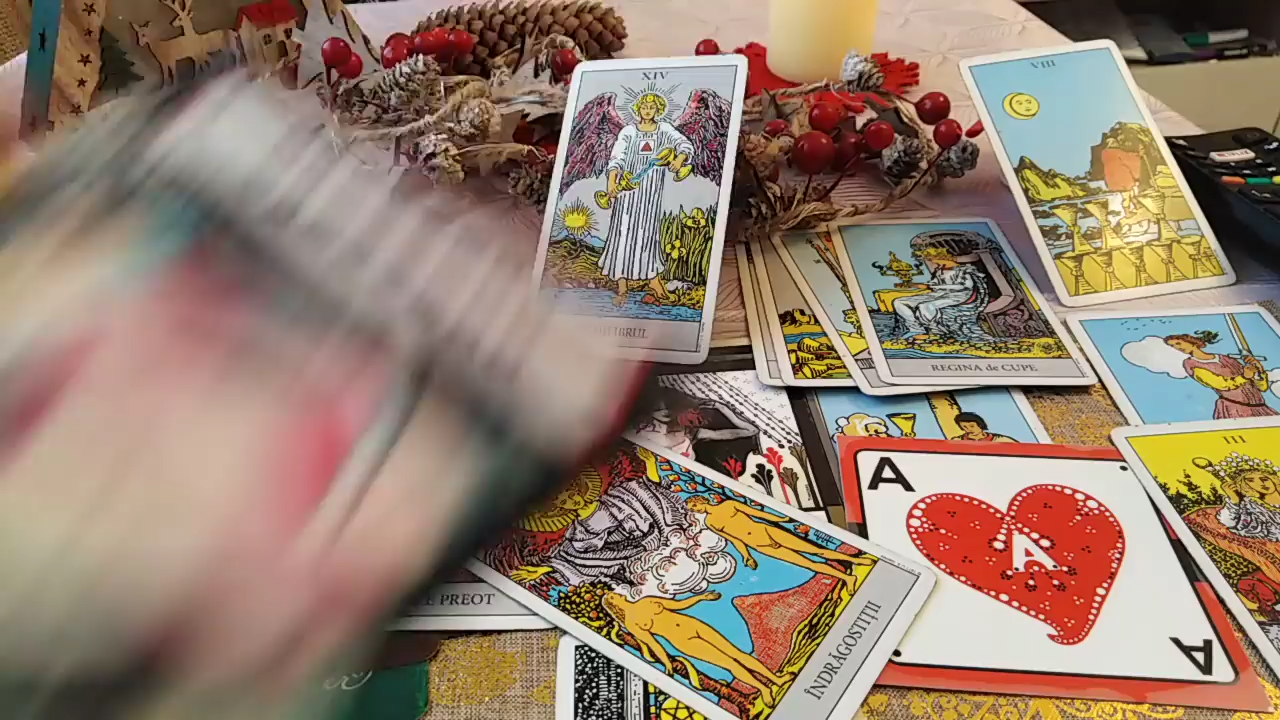 XIV
VIII
REGINA de CUPE
III
A
A
A
E PREOT
ÎNDRĂGOSTIȚII